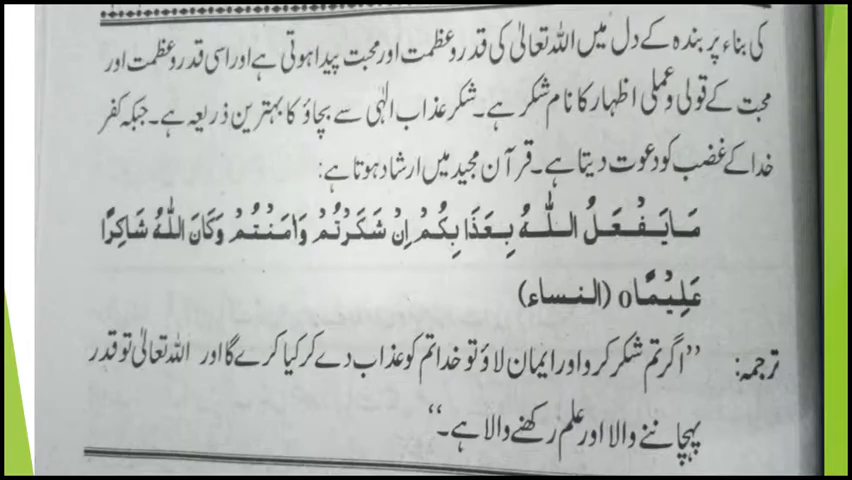 کی بناء پر بندہ کے دل میں اللہ تعالیٰ کی قدر و عظمت اور محبت پیدا ہوتی ہے اور اسی قدر و عظمت اور
محبت کے قولی و عملی اظہار کا نام شکر ہے۔ شکر عذاب الٰہی سے بچاؤ کا بہترین ذریعہ ہے۔ جبکہ کفر
خدا کے غضب کو دعوت دیتا ہے۔ قرآن مجید میں ارشاد ہوتا ہے:
مَا يَفْعَلُ اللّٰهُ بِعَذَابِكُمْ اِنْ شَكَرْتُمْ وَاٰمَنْتُمْ وَكَانَ اللّٰهُ شَاكِرًا
عَلِيْمًا o (النساء)
ترجمہ: ’’اگر تم شکر کرو اور ایمان لاؤ تو خدا تم کو عذاب دے کر کیا کرے گا اور اللہ تعالیٰ تو قدر
پہچاننے والا اور علم رکھنے والا ہے۔‘‘